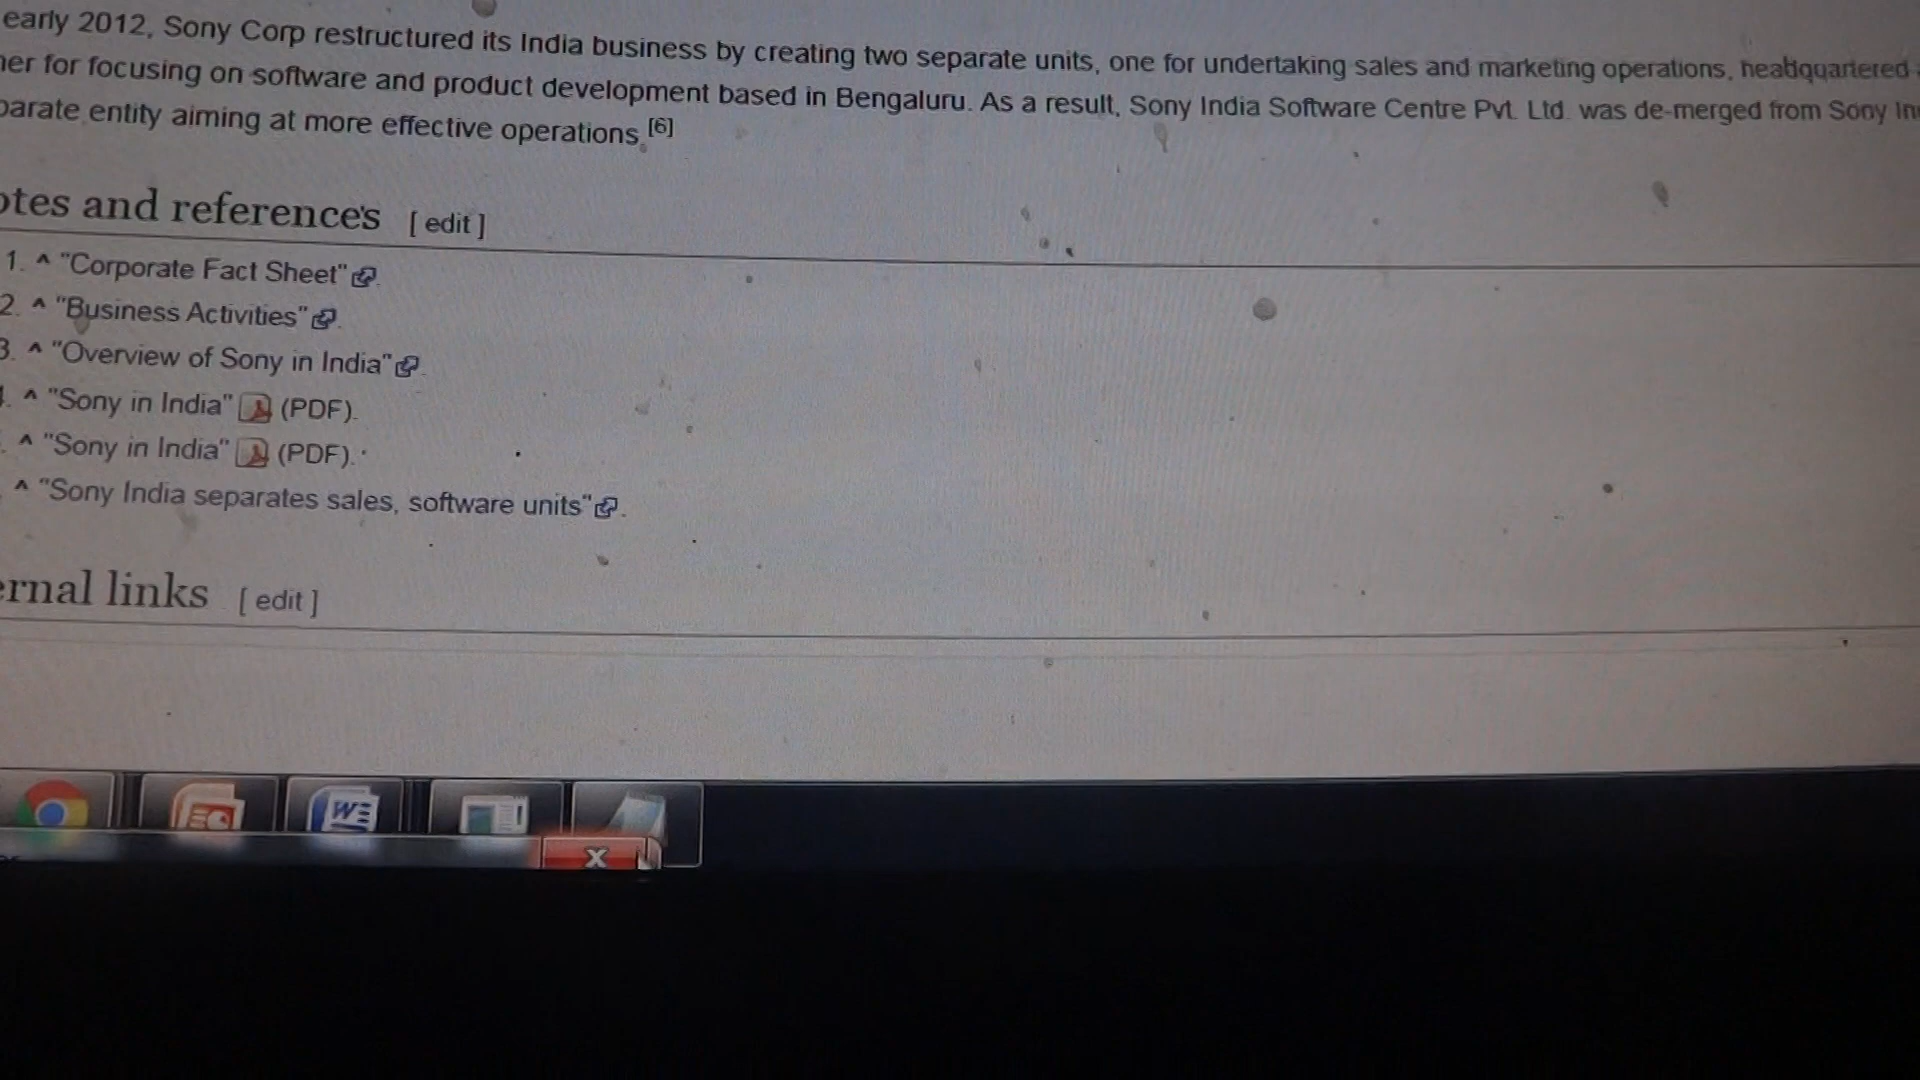 early 2012, Sony Corp restructured its India business by creating two separate units, one for undertaking sales and marketing operations, headquartered
her for focusing on software and product development based in Bengaluru. As a result, Sony India Software Centre Pvt. Ltd. was de-merged from Sony In
parate entity aiming at more effective operations.[6]
otes and references [ edit ]
1. ^ "Corporate Fact Sheet".
2. ^ "Business Activities".
3. ^ "Overview of Sony in India".
. ^ "Sony in India" (PDF).
. ^ "Sony in India" (PDF).
^ "Sony India separates sales, software units".
ernal links [ edit ]
W
X